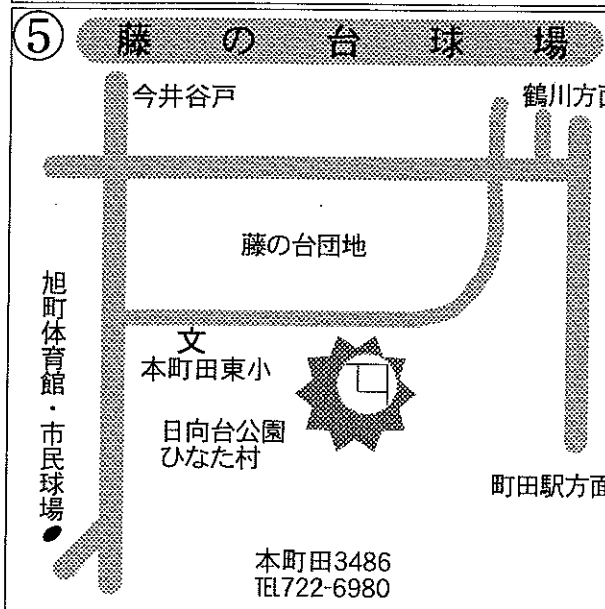 ⑤ 藤の台球場
今井谷戸
鶴川方面
藤の台団地
旭町体育館・市民球場
文
本町田東小
日向台公園
ひなた村
町田駅方面
本町田3486
TEL722-6980